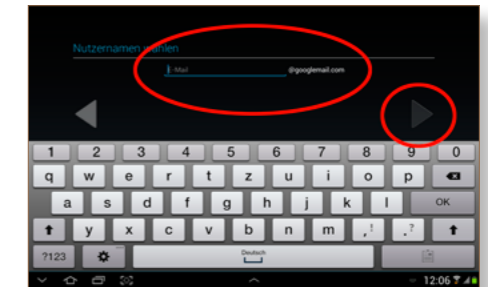 Nutzernamen wählen
E-Mail @googlemail.com
1 2 3 4 5 6 7 8 9 0
q w e r t z u i o p
a s d f g h j k l OK
y x c v b n m , ! . ?
?123 Deutsch
12:06